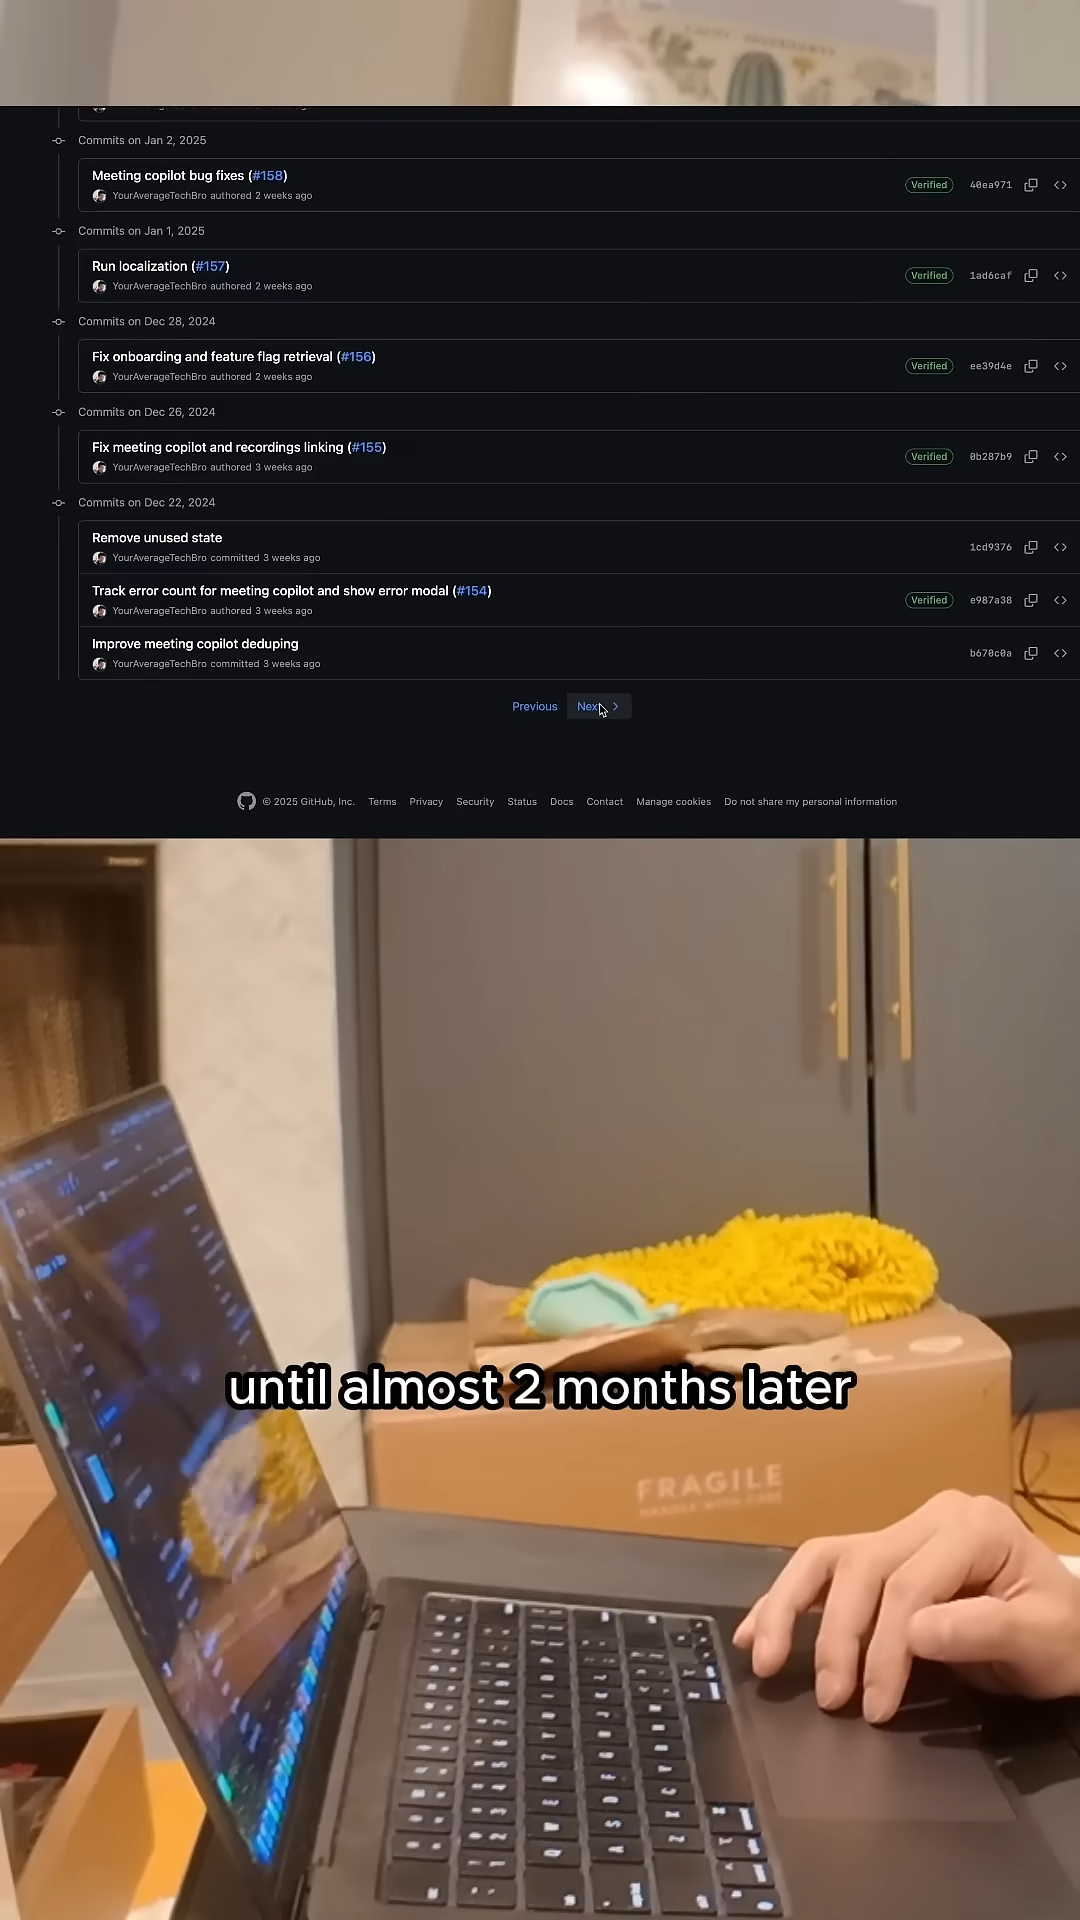 Commits on Jan 2, 2025
Meeting copilot bug fixes (#158)
YourAverageTechBro authored 2 weeks ago
Verified
40ea971
Commits on Jan 1, 2025
Run localization (#157)
YourAverageTechBro authored 2 weeks ago
Verified
1ad6caf
Commits on Dec 28, 2024
Fix onboarding and feature flag retrieval (#156)
YourAverageTechBro authored 2 weeks ago
Verified
ee39d4e
Commits on Dec 26, 2024
Fix meeting copilot and recordings linking (#155)
YourAverageTechBro authored 3 weeks ago
Verified
0b287b9
Commits on Dec 22, 2024
Remove unused state
YourAverageTechBro committed 3 weeks ago
1cd9376
Track error count for meeting copilot and show error modal (#154)
YourAverageTechBro authored 3 weeks ago
Verified
e987a38
Improve meeting copilot deduping
YourAverageTechBro committed 3 weeks ago
b670c0a
Previous Next
© 2025 GitHub, Inc. Terms Privacy Security Status Docs Contact Manage cookies Do not share my personal information
until almost 2 months later
FRAGILE
HANDLE WITH CARE